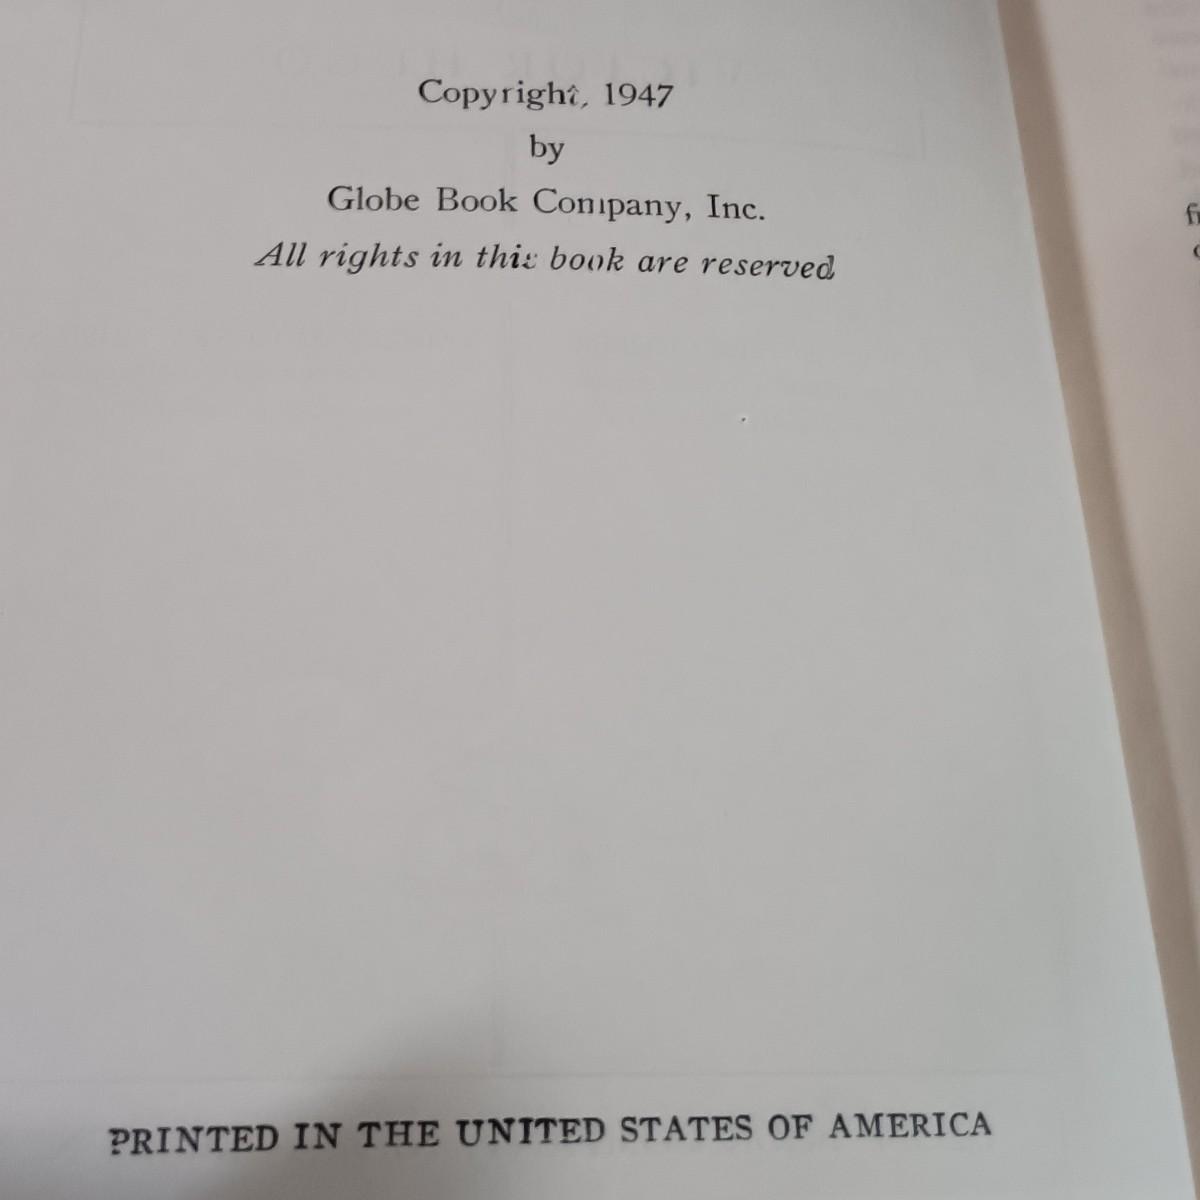 Copyright, 1947
by
Globe Book Company, Inc.
All rights in this book are reserved
PRINTED IN THE UNITED STATES OF AMERICA